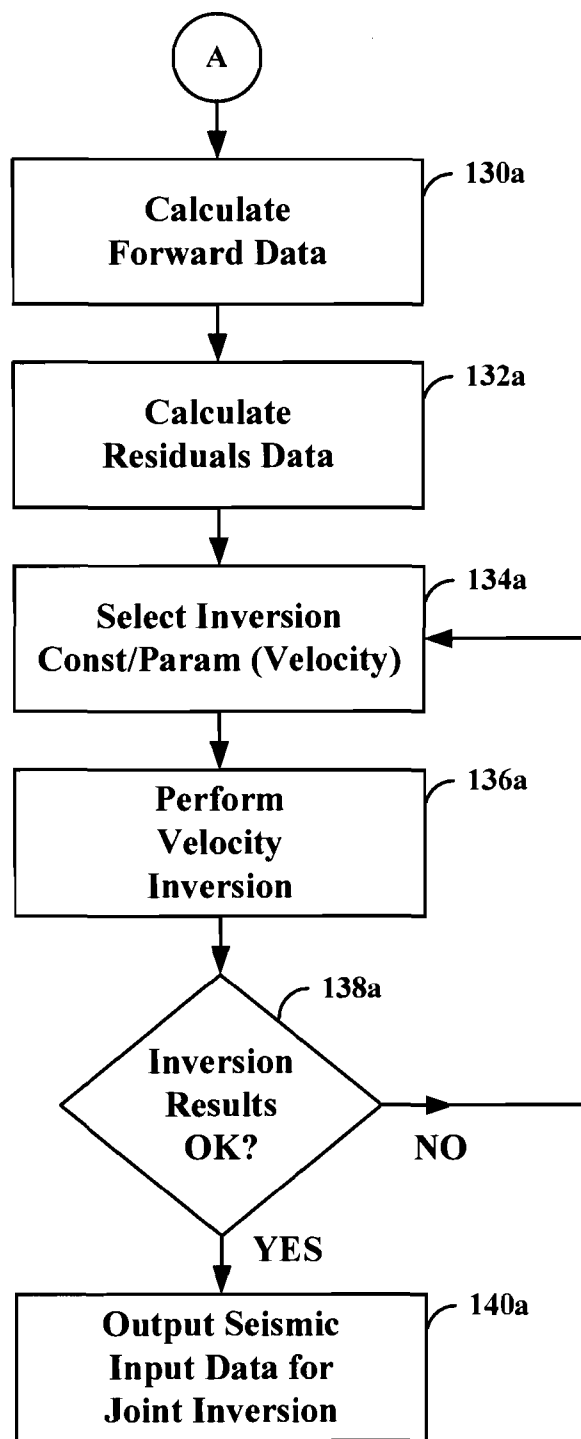 A
130a
Calculate
Forward Data
132a
Calculate
Residuals Data
134a
Select Inversion
Const/Param (Velocity)
136a
Perform
Velocity
Inversion
138a
Inversion
Results
OK?
NO
YES
140a
Output Seismic
Input Data for
Joint Inversion